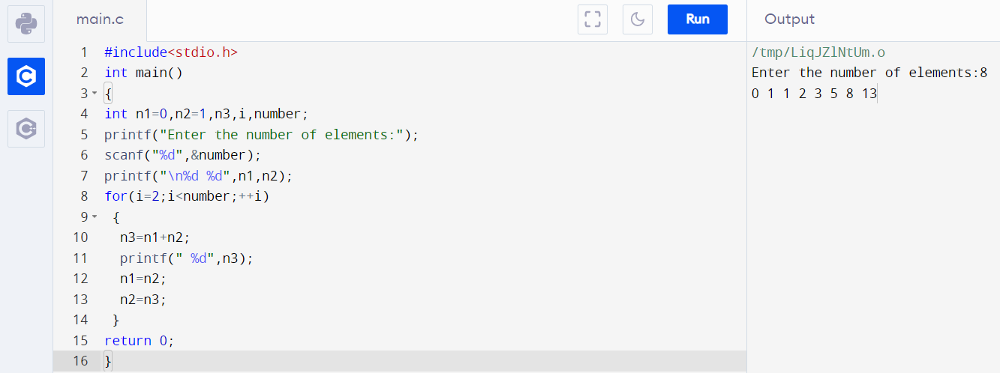 main.c
Run
Output
1 #include<stdio.h>
2 int main()
3 {
4 int n1=0,n2=1,n3,i,number;
5 printf("Enter the number of elements:");
6 scanf("%d",&number);
7 printf("\n%d %d",n1,n2);
8 for(i=2;i<number;++i)
9 {
10 n3=n1+n2;
11 printf(" %d",n3);
12 n1=n2;
13 n2=n3;
14 }
15 return 0;
16 }
/tmp/LiqJZlNtUm.o
Enter the number of elements:8
0 1 1 2 3 5 8 13